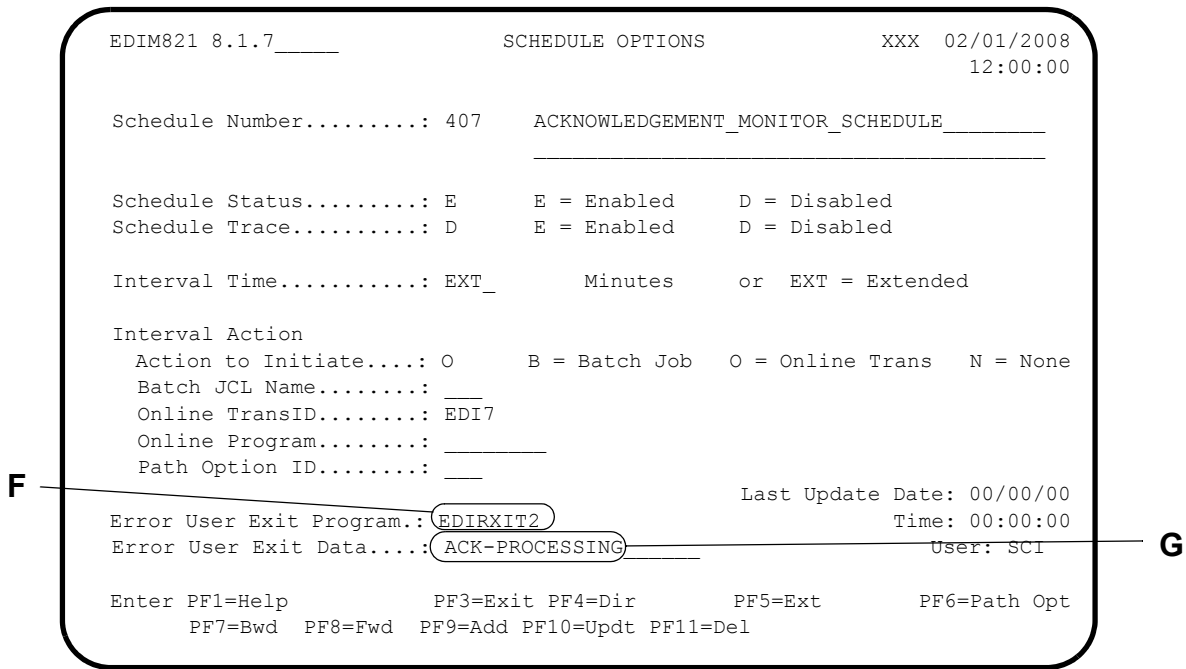 EDIM821 8.1.7_____ SCHEDULE OPTIONS XXX 02/01/2008
12:00:00
Schedule Number.........: 407 ACKNOWLEDGEMENT_MONITOR_SCHEDULE________
________________________________________
Schedule Status.........: E E = Enabled D = Disabled
Schedule Trace..........: D E = Enabled D = Disabled
Interval Time...........: EXT_ Minutes or EXT = Extended
Interval Action
Action to Initiate....: O B = Batch Job O = Online Trans N = None
Batch JCL Name........: ___
Online TransID........: EDI7
Online Program........: ________
Path Option ID........: ___
F
Last Update Date: 00/00/00
Error User Exit Program.: EDIRXIT2 Time: 00:00:00
Error User Exit Data....: ACK-PROCESSING______ User: SCI
G
Enter PF1=Help PF3=Exit PF4=Dir PF5=Ext PF6=Path Opt
PF7=Bwd PF8=Fwd PF9=Add PF10=Updt PF11=Del